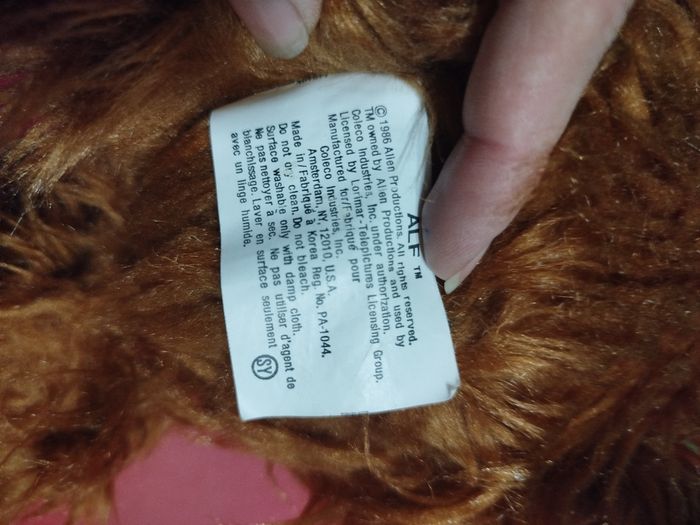 ALF™
© 1986 Alien Productions. All rights reserved.
TM owned by Alien Productions and used by
Coleco Industries, Inc. under authorization.
Licensed by Lorimar-Telepictures Licensing Group.
Manufactured for/Fabriqué pour
Coleco Industries, Inc.
Amsterdam, NY, 12010, U.S.A.
Made in/Fabriqué à Korea Reg. No. PA-1044.
Do not dry clean. Do not bleach.
Surface washable only with damp cloth.
Ne pas nettoyer à sec. Ne pas utiliser d'agent de
blanchissage. Laver en surface seulement
avec un linge humide.
SY